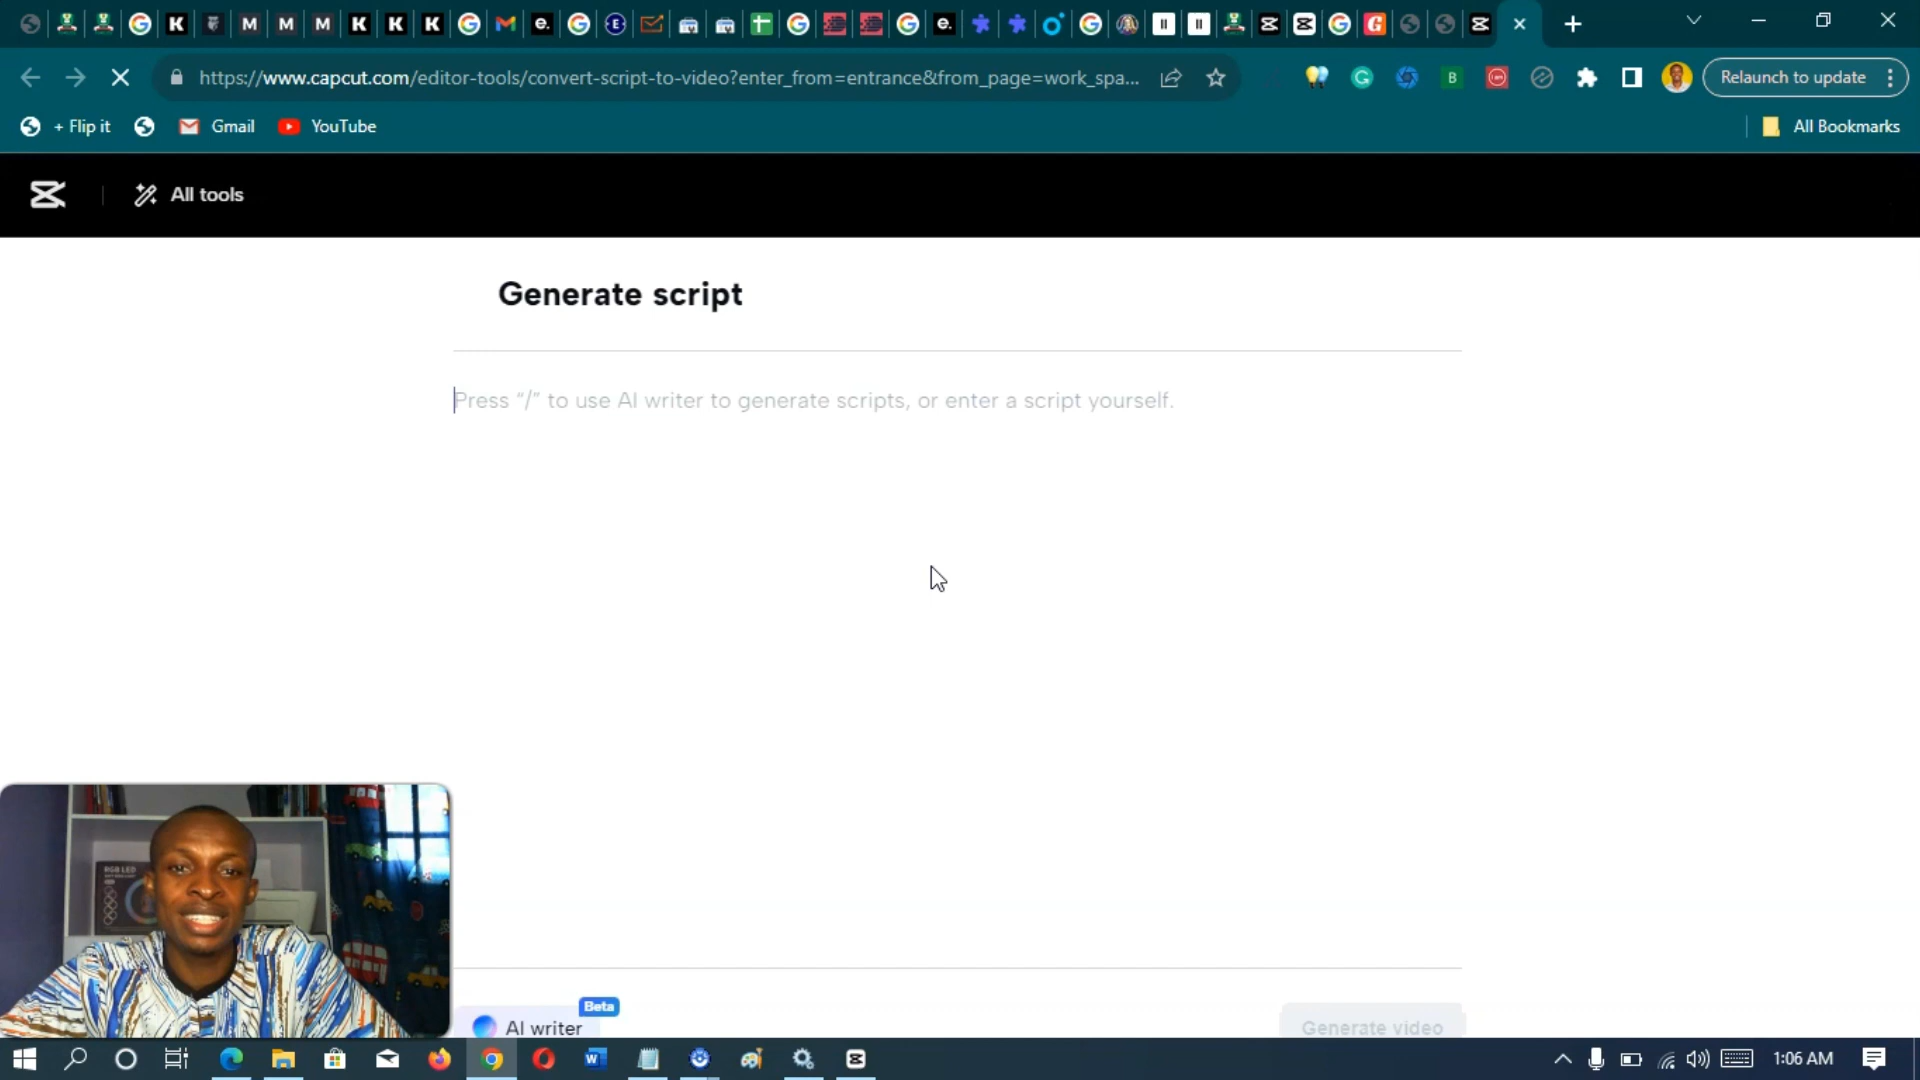 https://www.capcut.com/editor-tools/convert-script-to-video?enter_from=entrance&from_page=work_spa...
Relaunch to update
+ Flip it
Gmail
YouTube
All Bookmarks
All tools
Generate script
Press “/” to use AI writer to generate scripts, or enter a script yourself.
RGB LED
Beta
AI writer
Generate video
1:06 AM